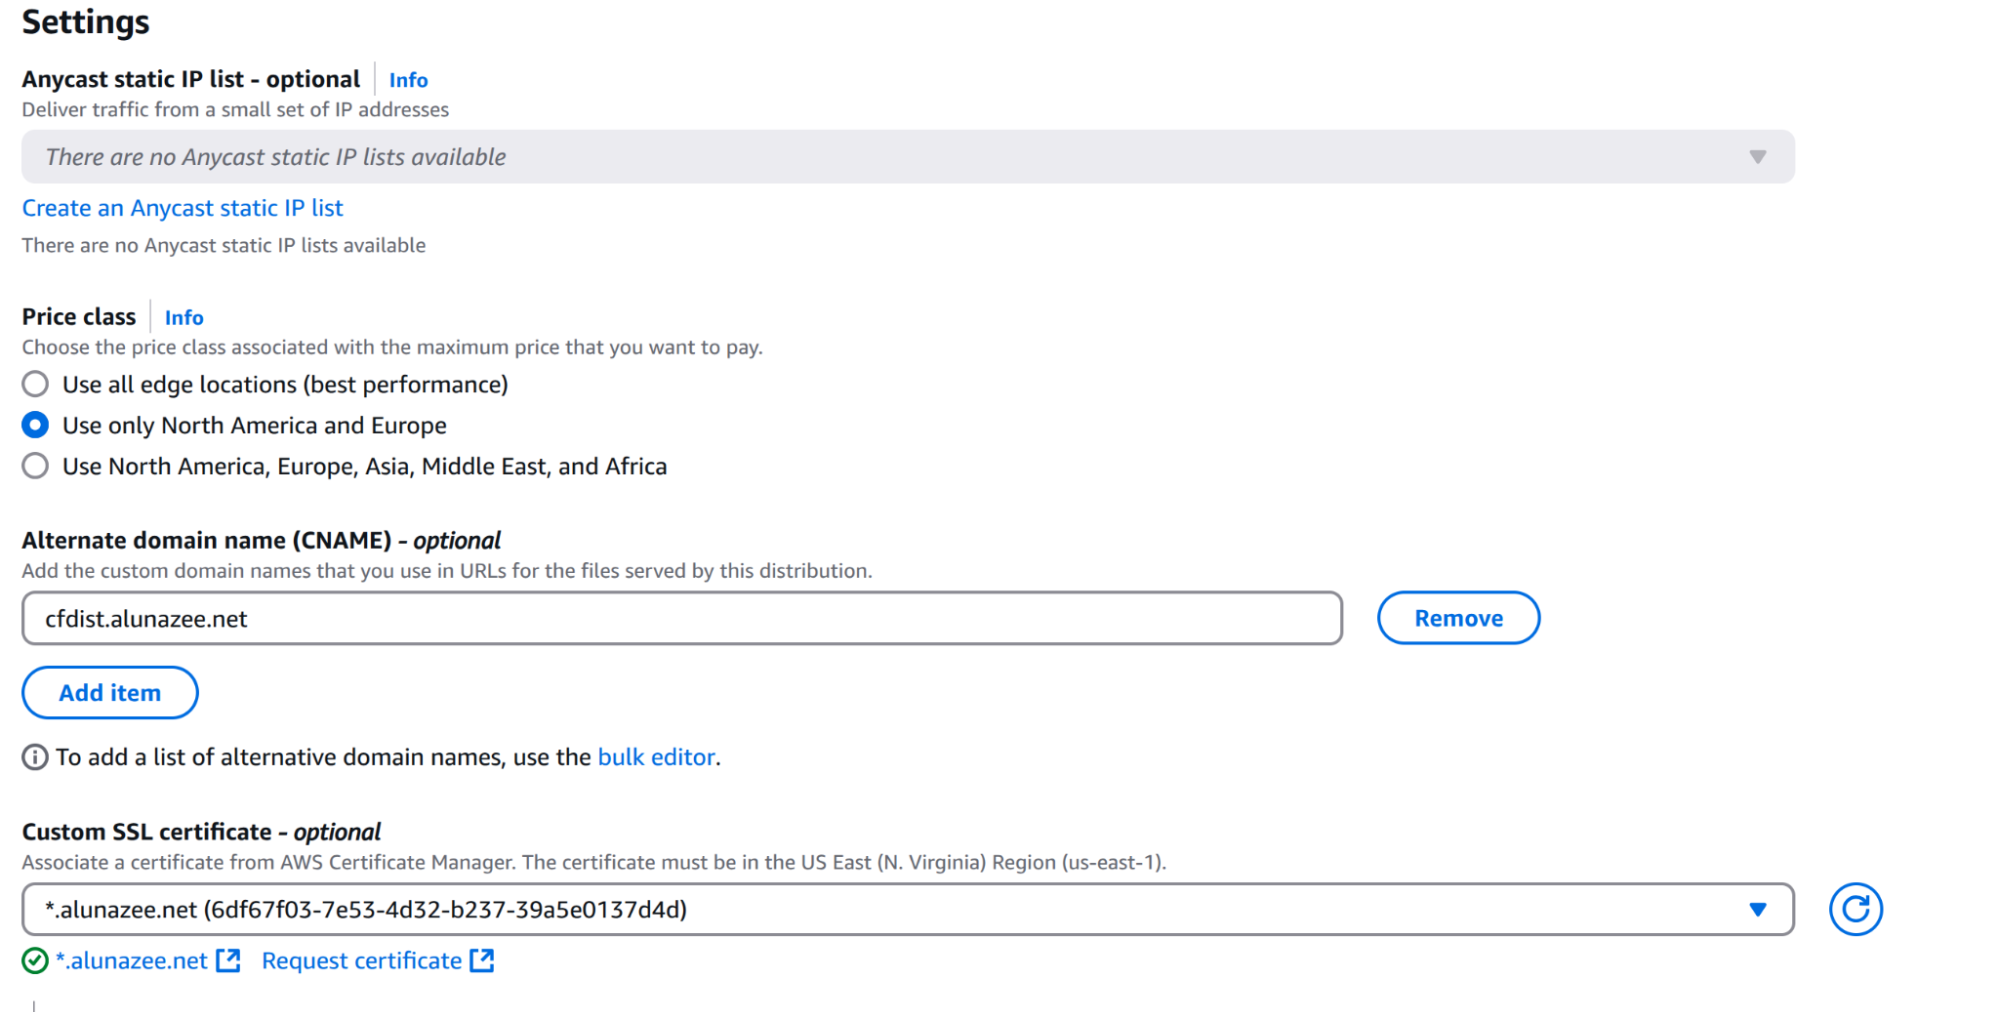 Settings
Anycast static IP list - optional Info
Deliver traffic from a small set of IP addresses
There are no Anycast static IP lists available
Create an Anycast static IP list
There are no Anycast static IP lists available
Price class Info
Choose the price class associated with the maximum price that you want to pay.
Use all edge locations (best performance)
Use only North America and Europe
Use North America, Europe, Asia, Middle East, and Africa
Alternate domain name (CNAME) - optional
Add the custom domain names that you use in URLs for the files served by this distribution.
cfdist.alunazee.net Remove
Add item
To add a list of alternative domain names, use the bulk editor.
Custom SSL certificate - optional
Associate a certificate from AWS Certificate Manager. The certificate must be in the US East (N. Virginia) Region (us-east-1).
*.alunazee.net (6df67f03-7e53-4d32-b237-39a5e0137d4d)
*.alunazee.net Request certificate